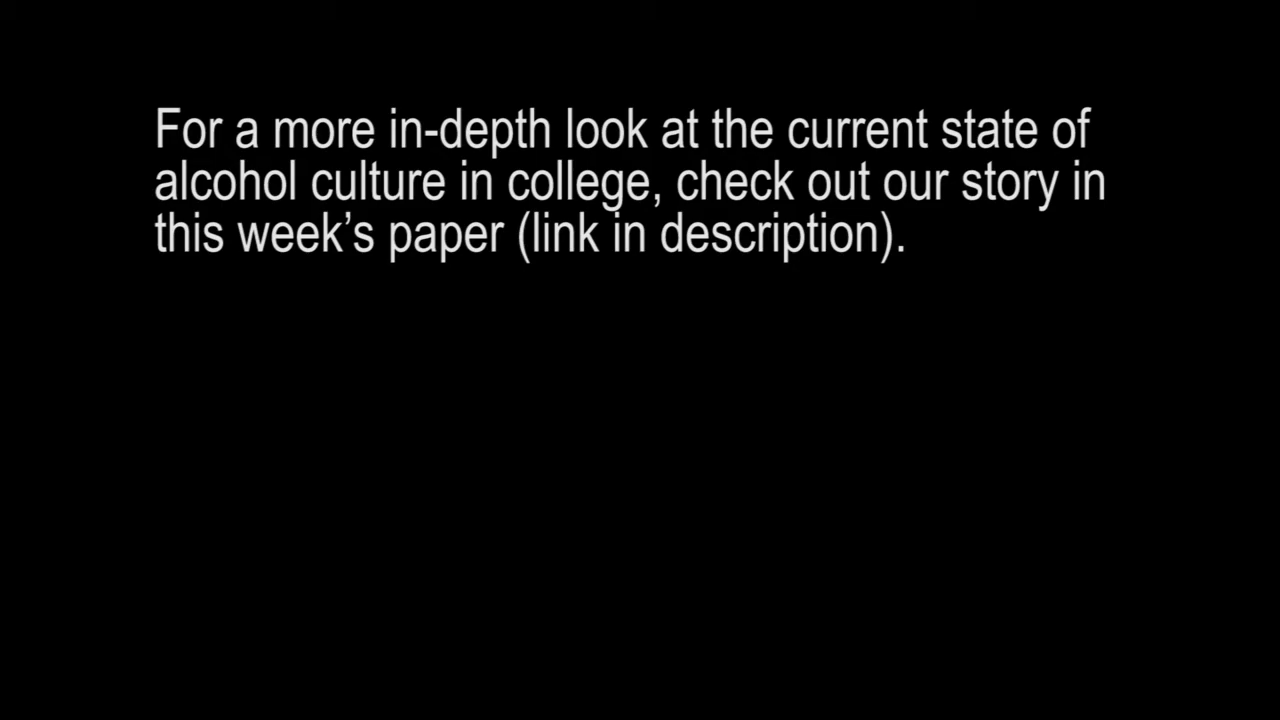 For a more in-depth look at the current state of
alcohol culture in college, check out our story in
this week’s paper (link in description).